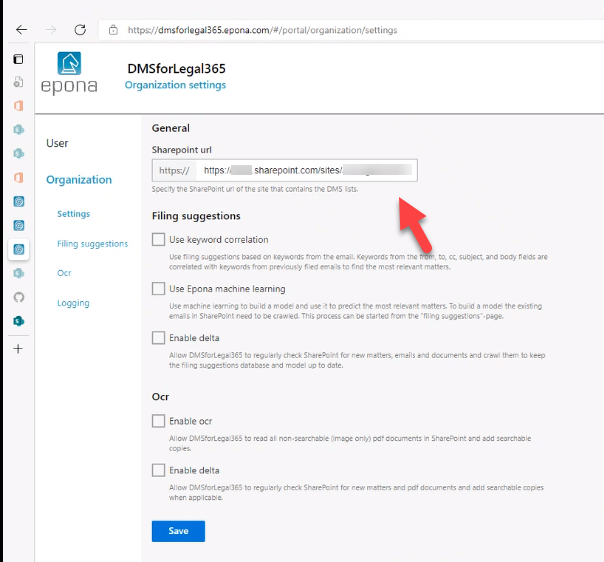 https://dmsforlegal365.epona.com/#/portal/organization/settings
epona
DMSforLegal365
Organization settings
User
Organization
Settings
Filing suggestions
Ocr
Logging
General
Sharepoint url
https:// https:// .sharepoint.com/sites/
Specify the SharePoint url of the site that contains the DMS lists.
Filing suggestions
Use keyword correlation
Use filing suggestions based on keywords from the email. Keywords from the from, to, cc, subject, and body fields are
correlated with keywords from previously filed emails to find the most relevant matters.
Use Epona machine learning
Use machine learning to build a model and use it to predict the most relevant matters. To build a model the existing
emails in SharePoint need to be crawled. This process can be started from the "filing suggestions"-page.
Enable delta
Allow DMSforLegal365 to regularly check SharePoint for new matters, emails and documents and crawl them to keep
the filing suggestions database and model up to date.
Ocr
Enable ocr
Allow DMSforLegal365 to read all non-searchable (image only) pdf documents in SharePoint and add searchable
copies.
Enable delta
Allow DMSforLegal365 to regularly check SharePoint for new matters and pdf documents and add searchable copies
when applicable.
Save